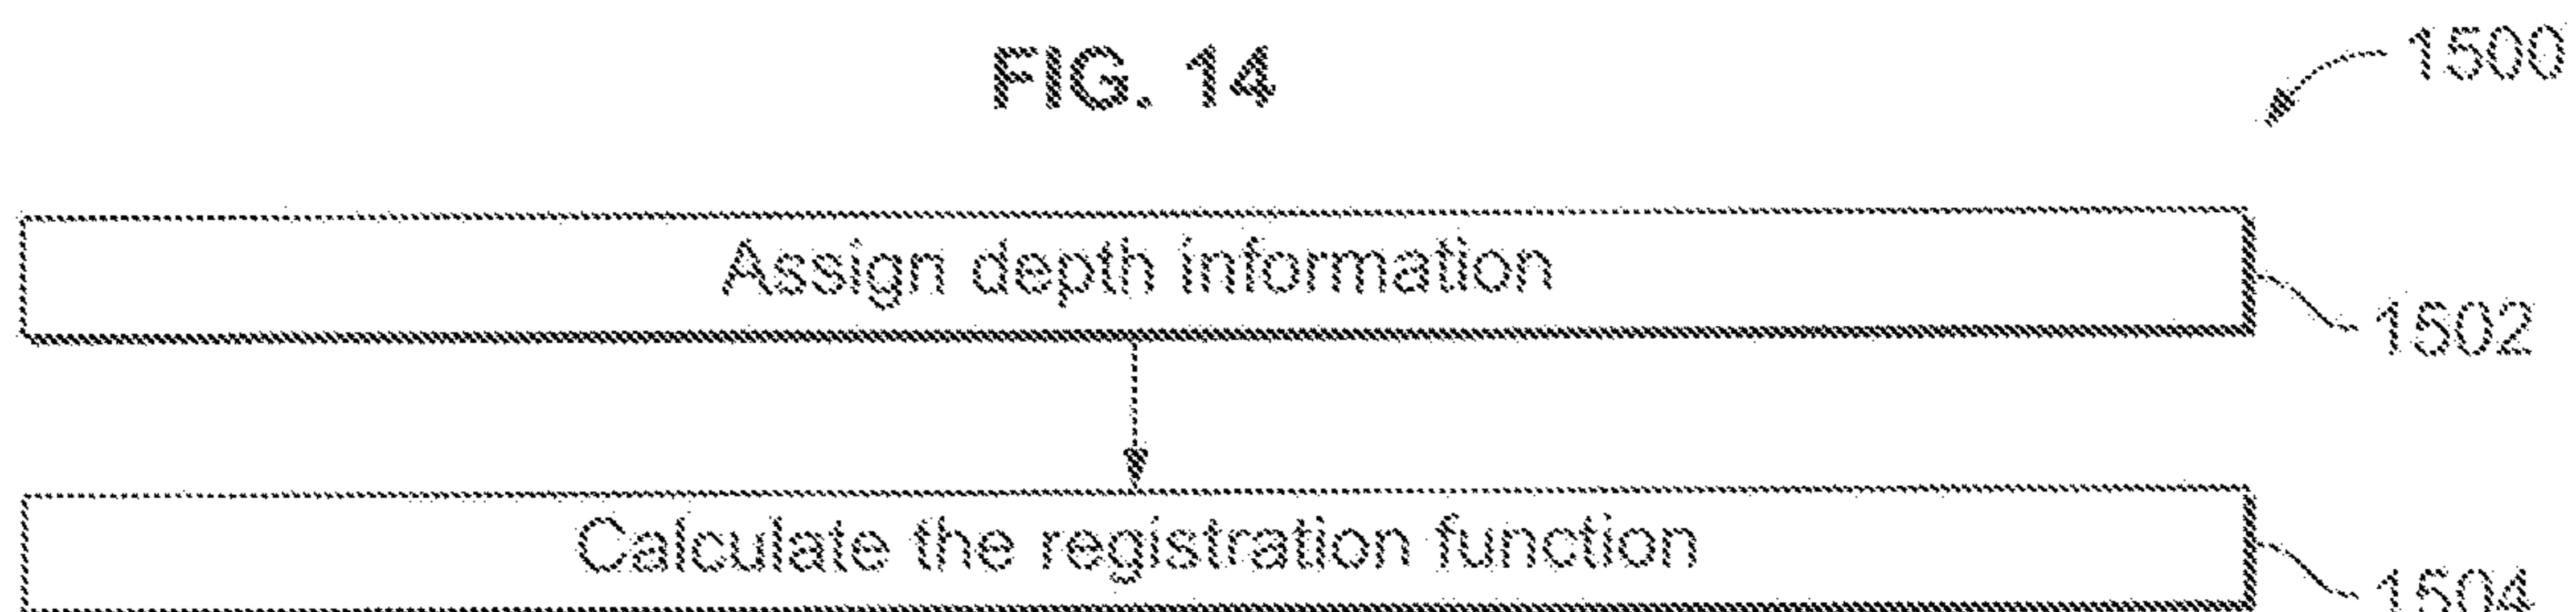 FIG. 14
1500
Assign depth information
1502
Calculate the registration function
1504